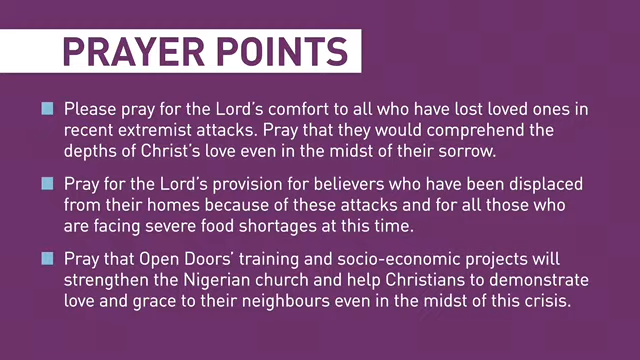 PRAYER POINTS
Please pray for the Lord's comfort to all who have lost loved ones in
recent extremist attacks. Pray that they would comprehend the
depths of Christ's love even in the midst of their sorrow.
Pray for the Lord's provision for believers who have been displaced
from their homes because of these attacks and for all those who
are facing severe food shortages at this time.
Pray that Open Doors' training and socio-economic projects will
strengthen the Nigerian church and help Christians to demonstrate
love and grace to their neighbours even in the midst of this crisis.